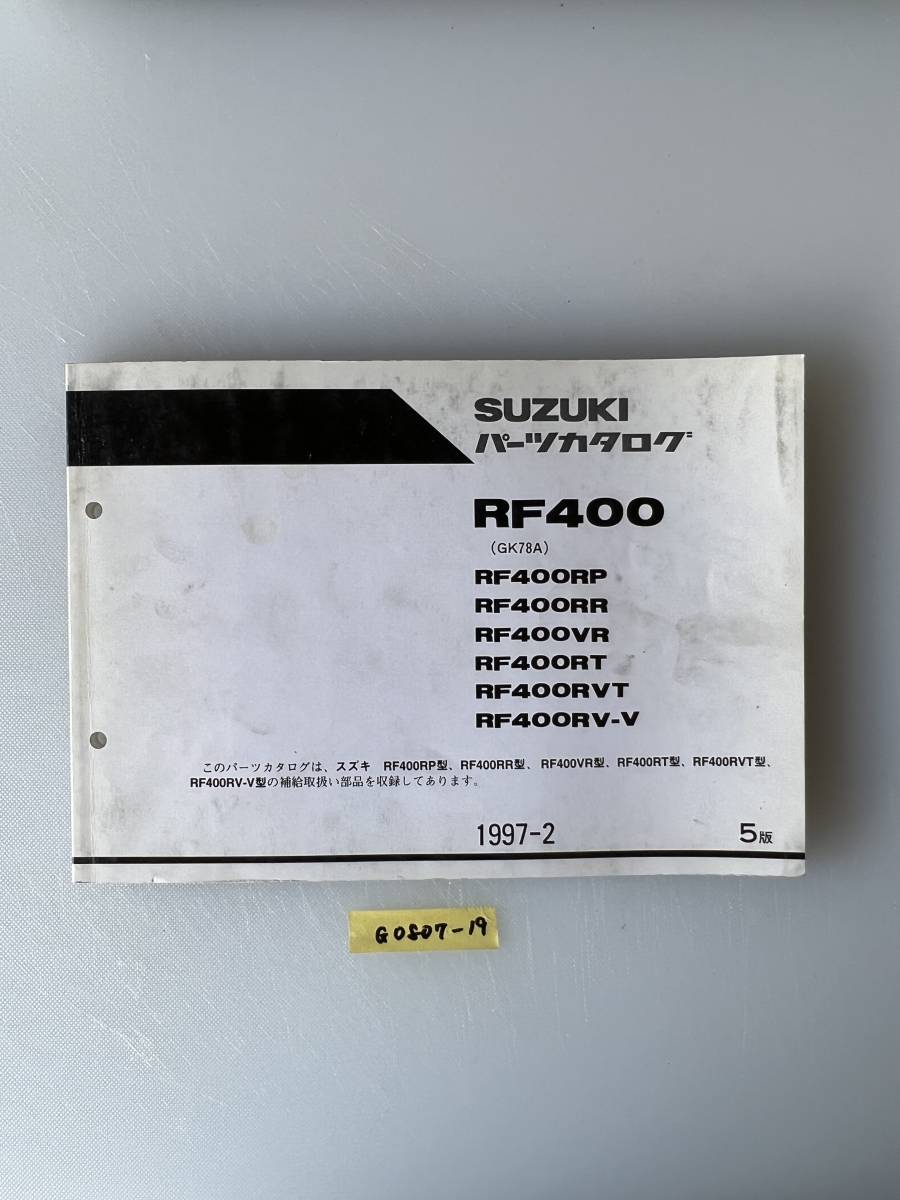 SUZUKI
パーツカタログ
RF400
(GK78A)
RF400RP
RF400RR
RF400VR
RF400RT
RF400RVT
RF400RV-V
このパーツカタログは、スズキ RF400RP型、RF400RR型、RF400VR型、RF400RT型、RF400RVT型、
RF400RV-V型の補給取扱い部品を収録してあります。
1997-2 5版
G0807-19